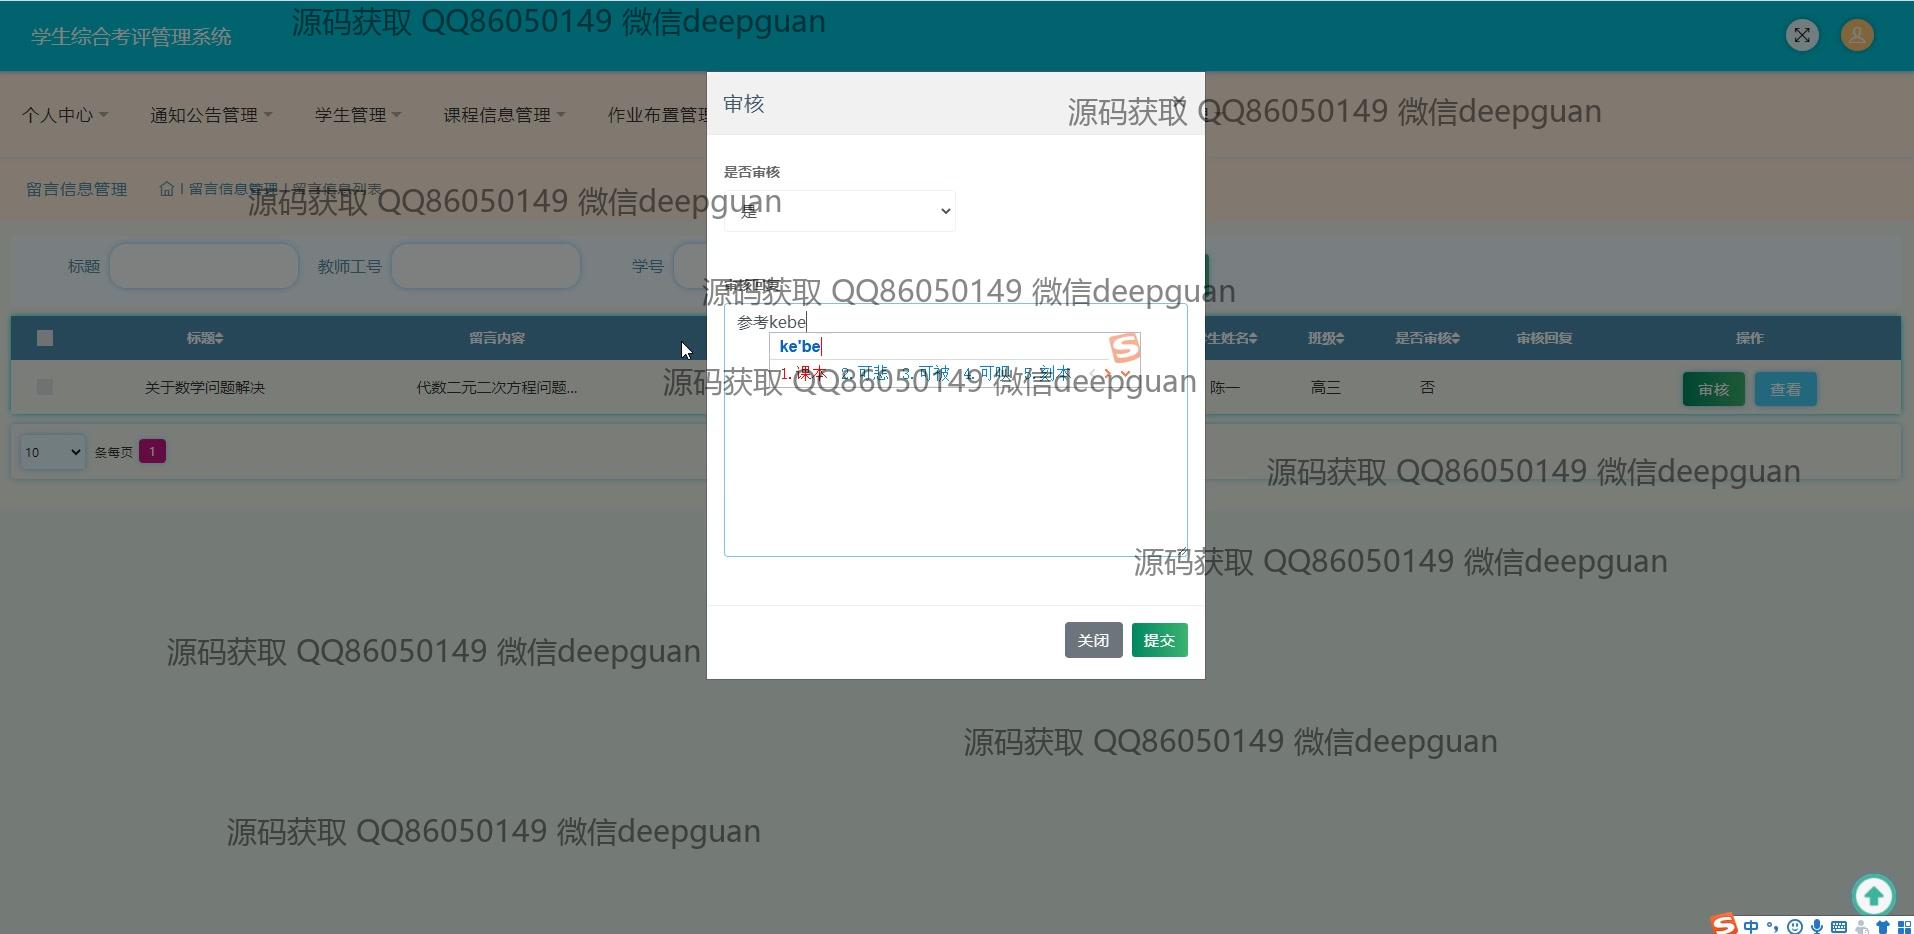 学生综合考评管理系统
源码获取 QQ86050149 微信deepguan
审核
源码获取 QQ86050149 微信deepguan
个人中心 通知公告管理 学生管理 课程信息管理 作业布置管理
是否审核
留言信息管理 | 留言信息管理 | 留言信息列表
源码获取 QQ86050149 微信deepguan
是
标题 教师工号 学号
审核回复
源码获取 QQ86050149 微信deepguan
参考kebe
ke'be
1.课本 2.可悲 3.可被 4.可呗 5.刻本
源码获取 QQ86050149 微信deepguan
标题 留言内容 学生姓名 班级 是否审核 审核回复 操作
关于数学问题解决 代数二元二次方程问题... 陈一 高三 否 审核 查看
10 条每页 1
源码获取 QQ86050149 微信deepguan
源码获取 QQ86050149 微信deepguan
关闭 提交
源码获取 QQ86050149 微信deepguan
源码获取 QQ86050149 微信deepguan
源码获取 QQ86050149 微信deepguan
中